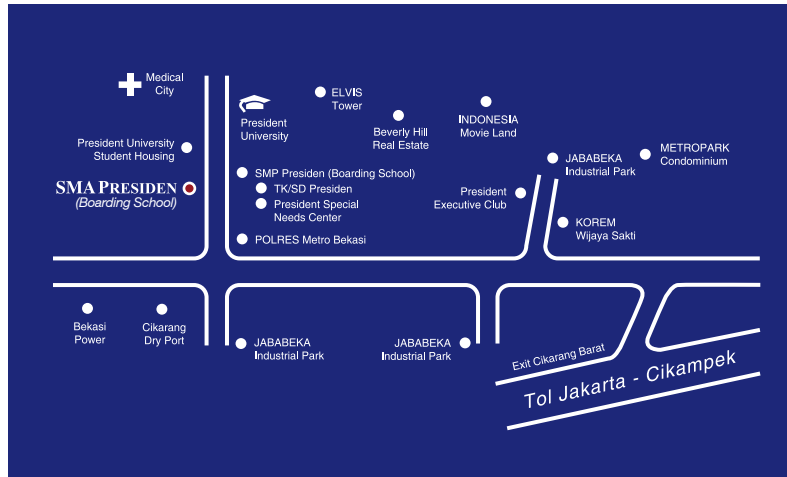 Medical
City
President
University
ELVIS
Tower
Beverly Hill
Real Estate
INDONESIA
Movie Land
President University
Student Housing
JABABEKA
Industrial Park
METROPARK
Condominium
SMA PRESIDEN
(Boarding School)
SMP Presiden (Boarding School)
TK/SD Presiden
President Special
Needs Center
President
Executive Club
KOREM
Wijaya Sakti
POLRES Metro Bekasi
Bekasi
Power
Cikarang
Dry Port
JABABEKA
Industrial Park
JABABEKA
Industrial Park
Exit Cikarang Barat
Tol Jakarta - Cikampek